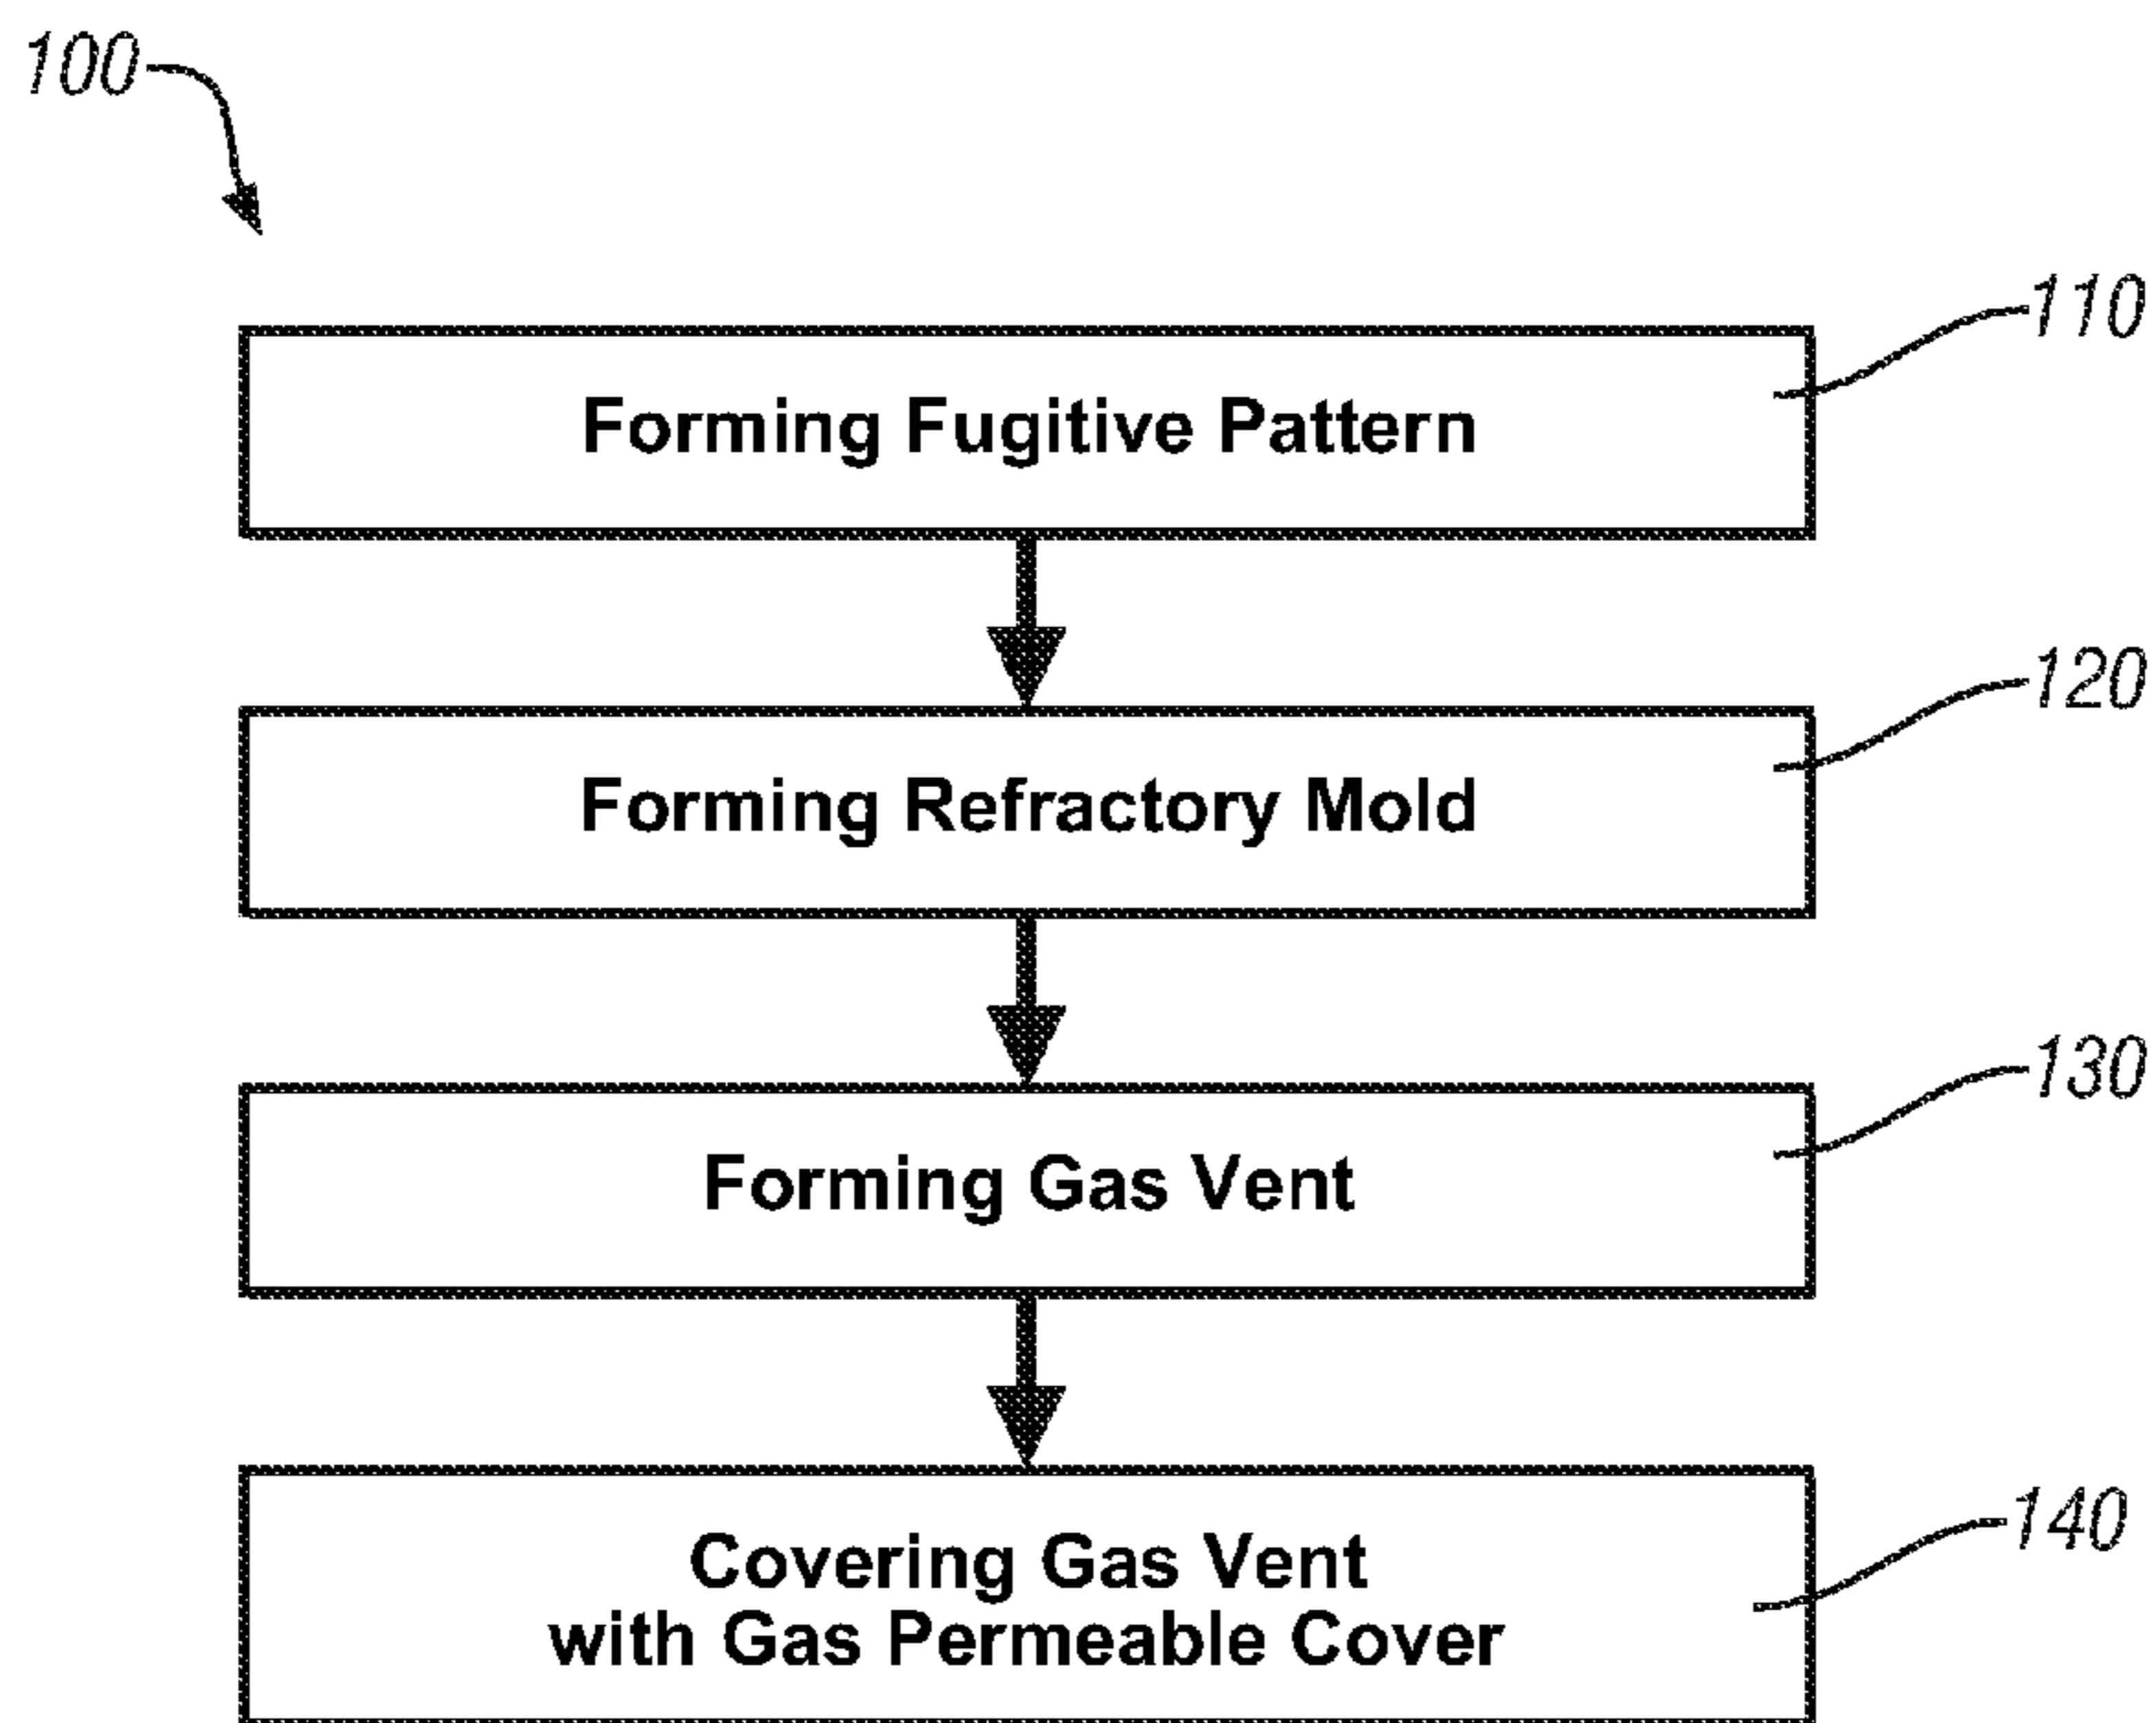 100
110
Forming Fugitive Pattern
120
Forming Refractory Mold
130
Forming Gas Vent
140
Covering Gas Vent
with Gas Permeable Cover